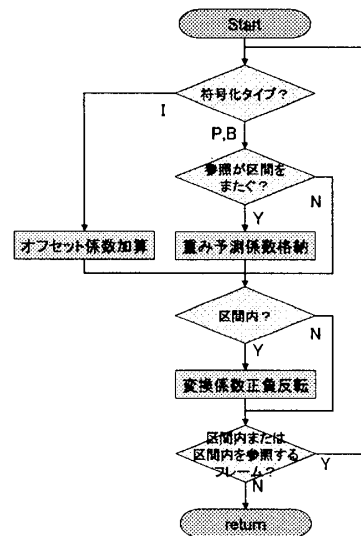 Start
符号化タイプ?
I
P,B
参照が区間を
またぐ?
N
Y
オフセット係数加算
重み予測係数格納
区間内?
N
Y
変換係数正負反転
区間内または
区間内を参照する
フレーム?
Y
N
return